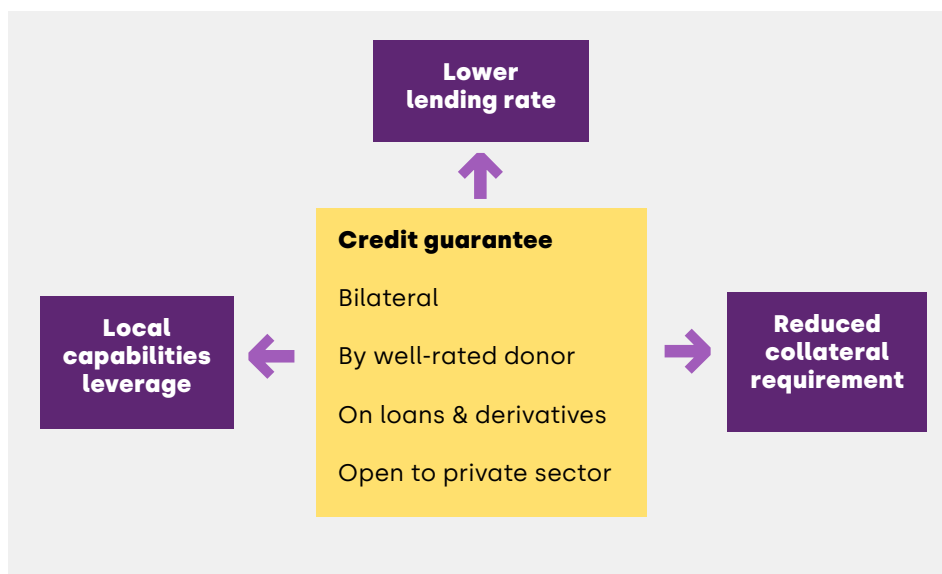 Lower
lending rate
Credit guarantee
Bilateral
By well-rated donor
On loans & derivatives
Open to private sector
Local
capabilities
leverage
Reduced
collateral
requirement